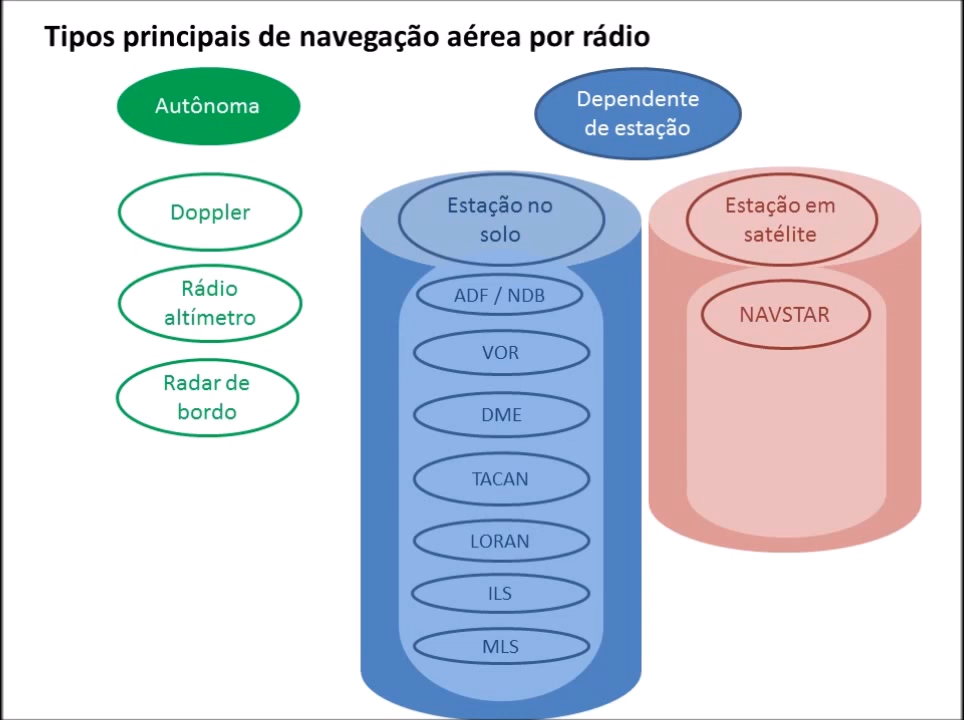 Tipos principais de navegação aérea por rádio
Autônoma
Doppler
Rádio
altímetro
Radar de
bordo
Dependente
de estação
Estação no
solo
ADF / NDB
VOR
DME
TACAN
LORAN
ILS
MLS
Estação em
satélite
NAVSTAR